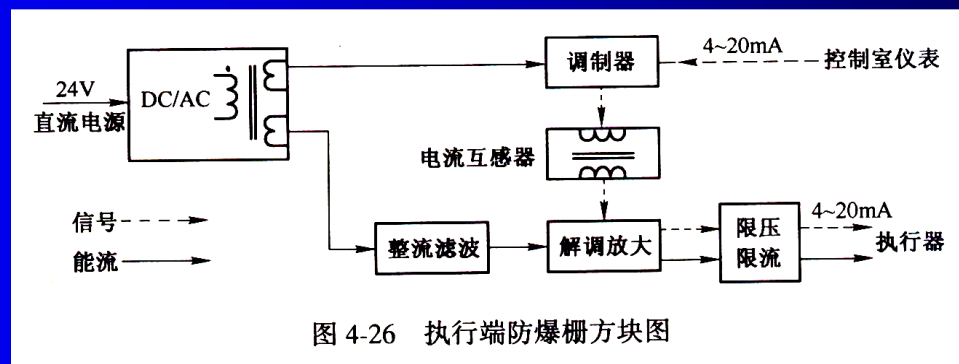 24V
直流电源
DC/AC
调制器
4~20mA
控制室仪表
电流互感器
信号
能流
整流滤波
解调放大
限压
限流
4~20mA
执行器
图 4-26 执行端防爆栅方块图